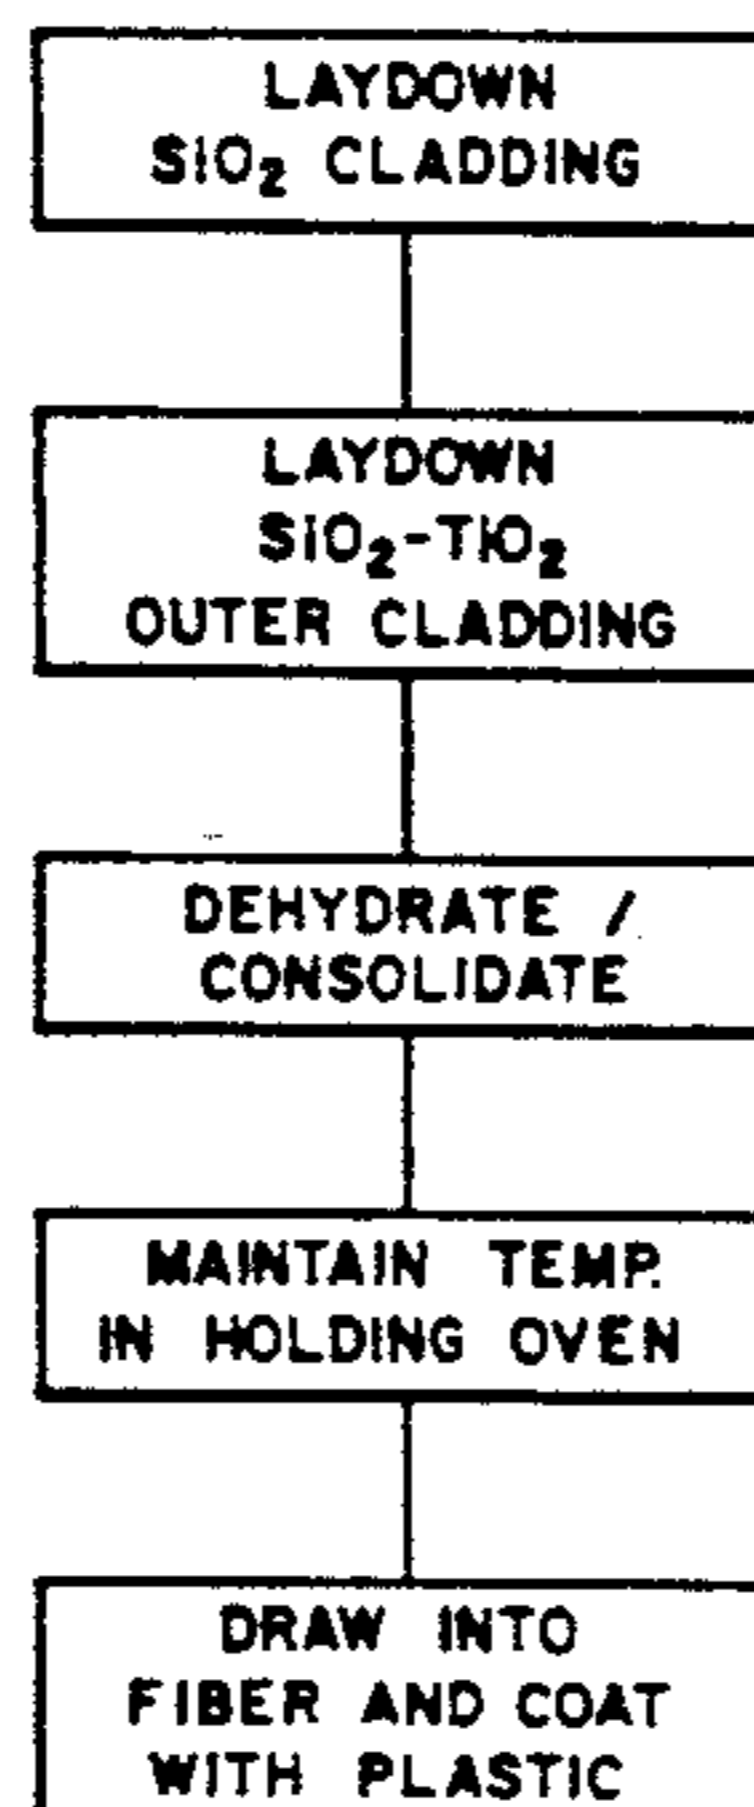 LAYDOWN
SiO₂ CLADDING
LAYDOWN
SiO₂-TiO₂
OUTER CLADDING
DEHYDRATE /
CONSOLIDATE
MAINTAIN TEMP.
IN HOLDING OVEN
DRAW INTO
FIBER AND COAT
WITH PLASTIC